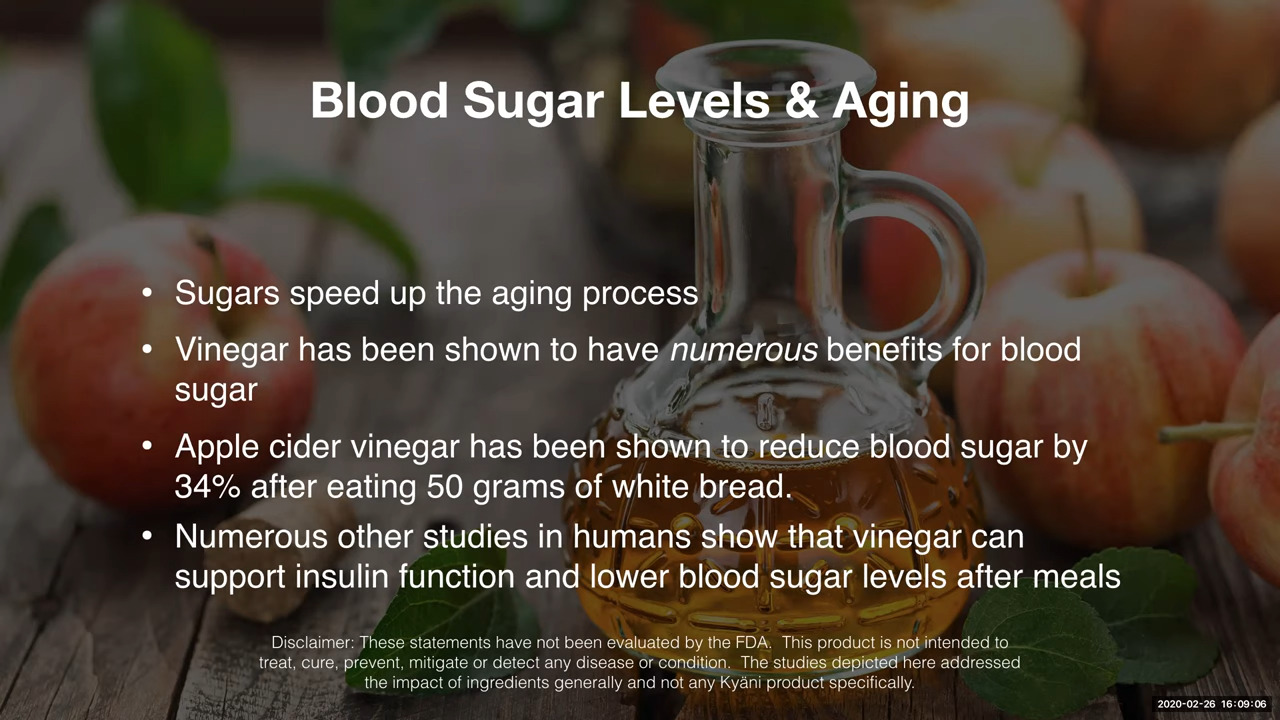 Blood Sugar Levels & Aging
• Sugars speed up the aging process
• Vinegar has been shown to have numerous benefits for blood
sugar
• Apple cider vinegar has been shown to reduce blood sugar by
34% after eating 50 grams of white bread.
• Numerous other studies in humans show that vinegar can
support insulin function and lower blood sugar levels after meals
Disclaimer: These statements have not been evaluated by the FDA.  This product is not intended to
treat, cure, prevent, mitigate or detect any disease or condition.  The studies depicted here addressed
the impact of ingredients generally and not any Kyäni product specifically.
2020-02-26 16:09:06